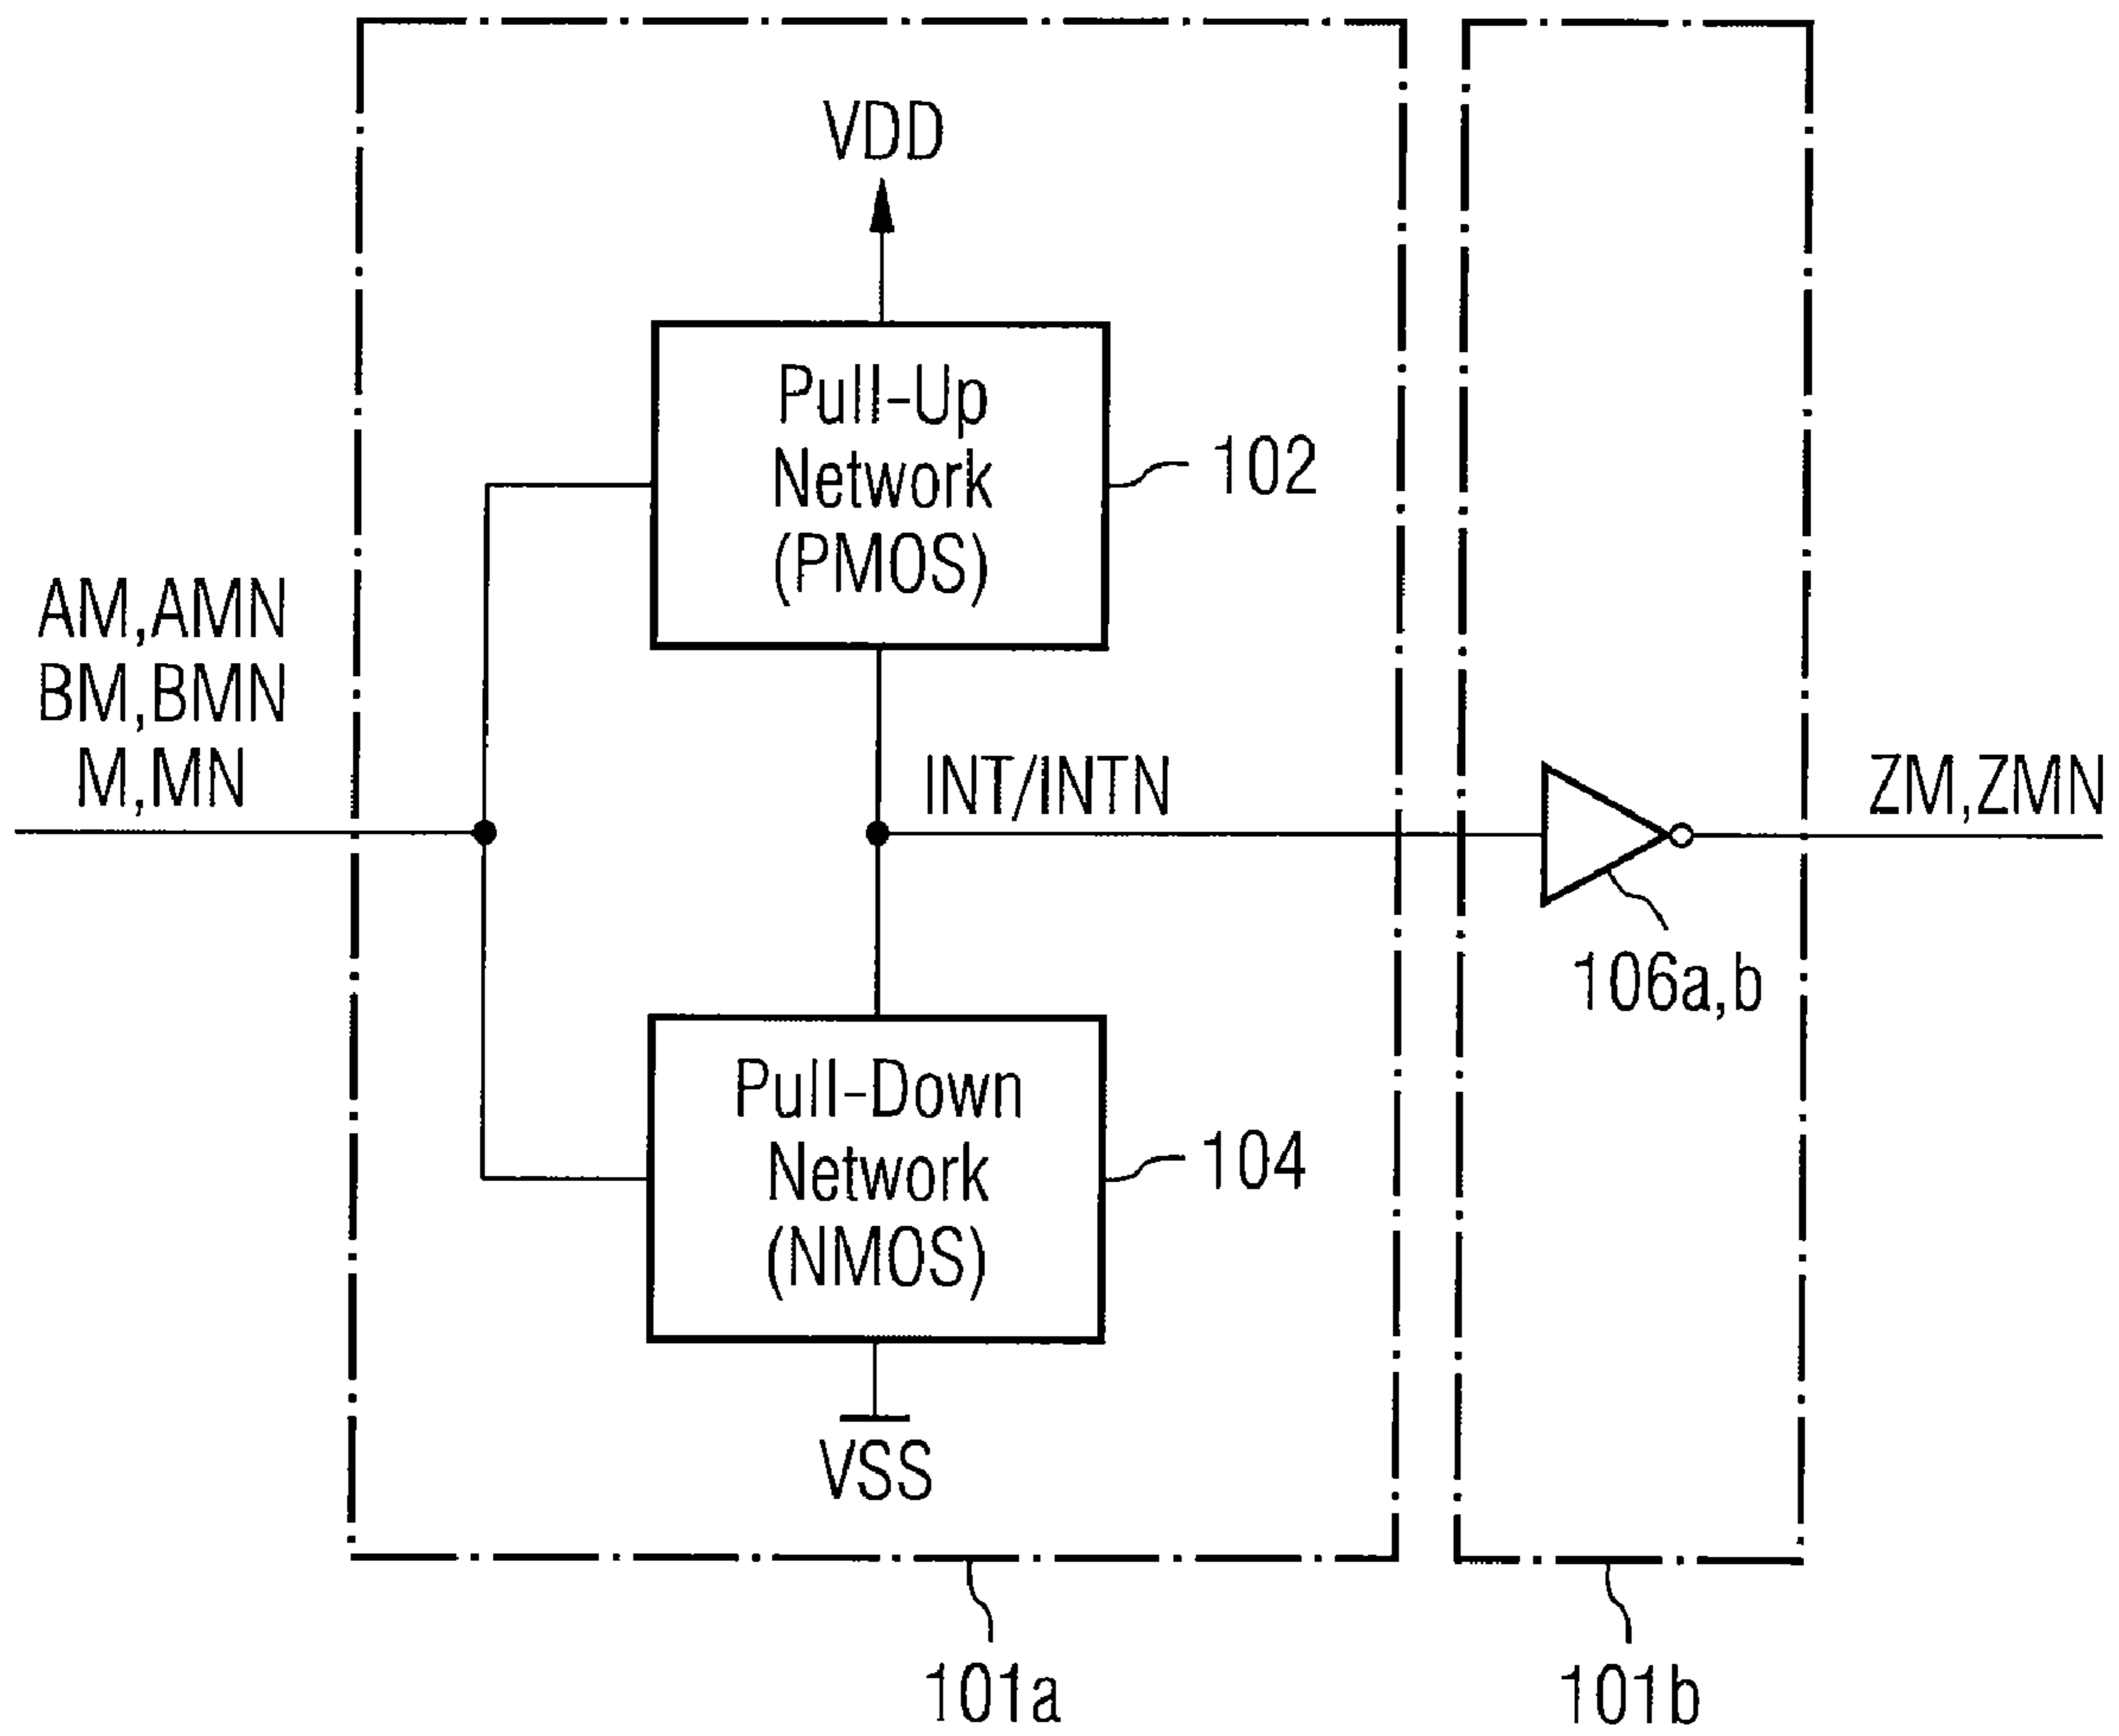 VDD
Pull-Up
Network
(PMOS)
102
AM,AMN
BM,BMN
M,MN
INT/INTN
ZM,ZMN
106a,b
Pull-Down
Network
(NMOS)
104
VSS
101a
101b